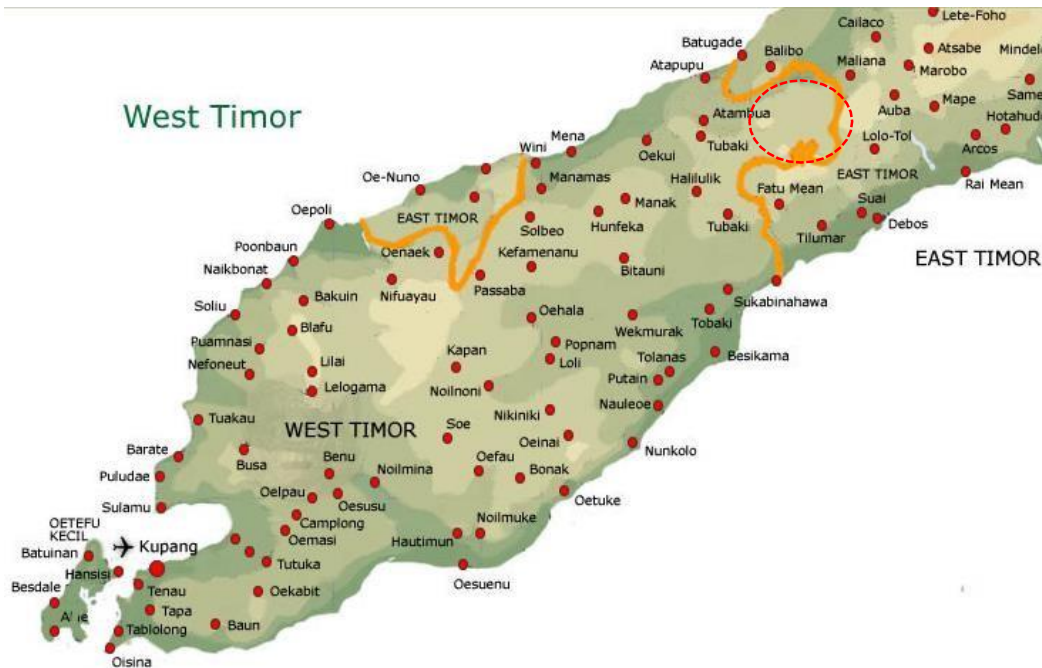 West Timor
Lete-Foho
Cailaco
Batugade
Balibo
Atsabe
Mindel
Atapupu
Maliana
Marobo
Same
Auba
Mape
Atambua
Hotahudo
Mena
Wini
Oekui
Tubaki
Lolo-Tol
Arcos
Oe-Nuno
Manamas
Halilulik
EAST TIMOR
Rai Mean
Fatu Mean
Oepoli
EAST TIMOR
Manak
Suai
Solbeo
Hunfeka
Tubaki
Debos
Tilumar
Poonbaun
Oenaek
Kefamenanu
EAST TIMOR
Naikbonat
Bitauni
Nifuayau
Passaba
Soliu
Bakuin
Sukabinahawa
Oehala
Tobaki
Blafu
Wekmurak
Puamnasi
Popnam
Besikama
Kapan
Tolanas
Nefoneut
Lilai
Loli
Putain
Lelogama
Noilnoni
Nauleoe
Tuakau
Nikiniki
WEST TIMOR
Soe
Oeinai
Nunkolo
Barate
Busa
Benu
Noilmina
Oefau
Bonak
Puludae
Oelpau
Oesusu
Oetuke
Sulamu
Camplong
Noilmuke
OETEFU
KECIL
Oemasi
Hautimun
Batuinan
Kupang
Hansisi
Tutuka
Oesuenu
Besdale
Tenau
Oekabit
Tapa
Tablolong
Baun
Oisina